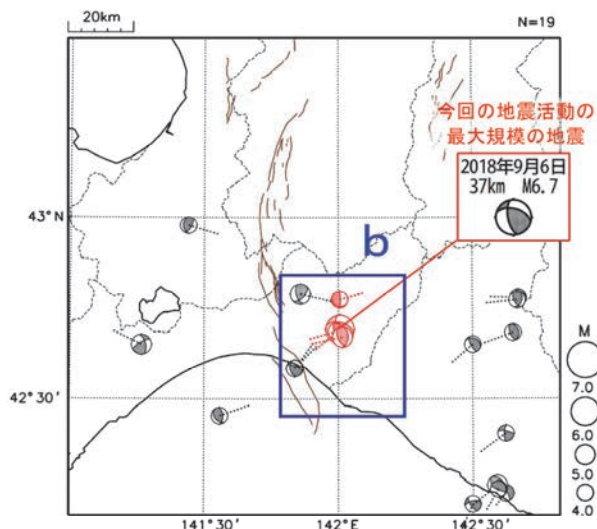 20km
N=19
今回の地震活動の
最大規模の地震
2018年9月6日
37km M6.7
43°N
b
M
7.0
6.0
5.0
4.0
42°30′
141°30′
142°E
142°30′